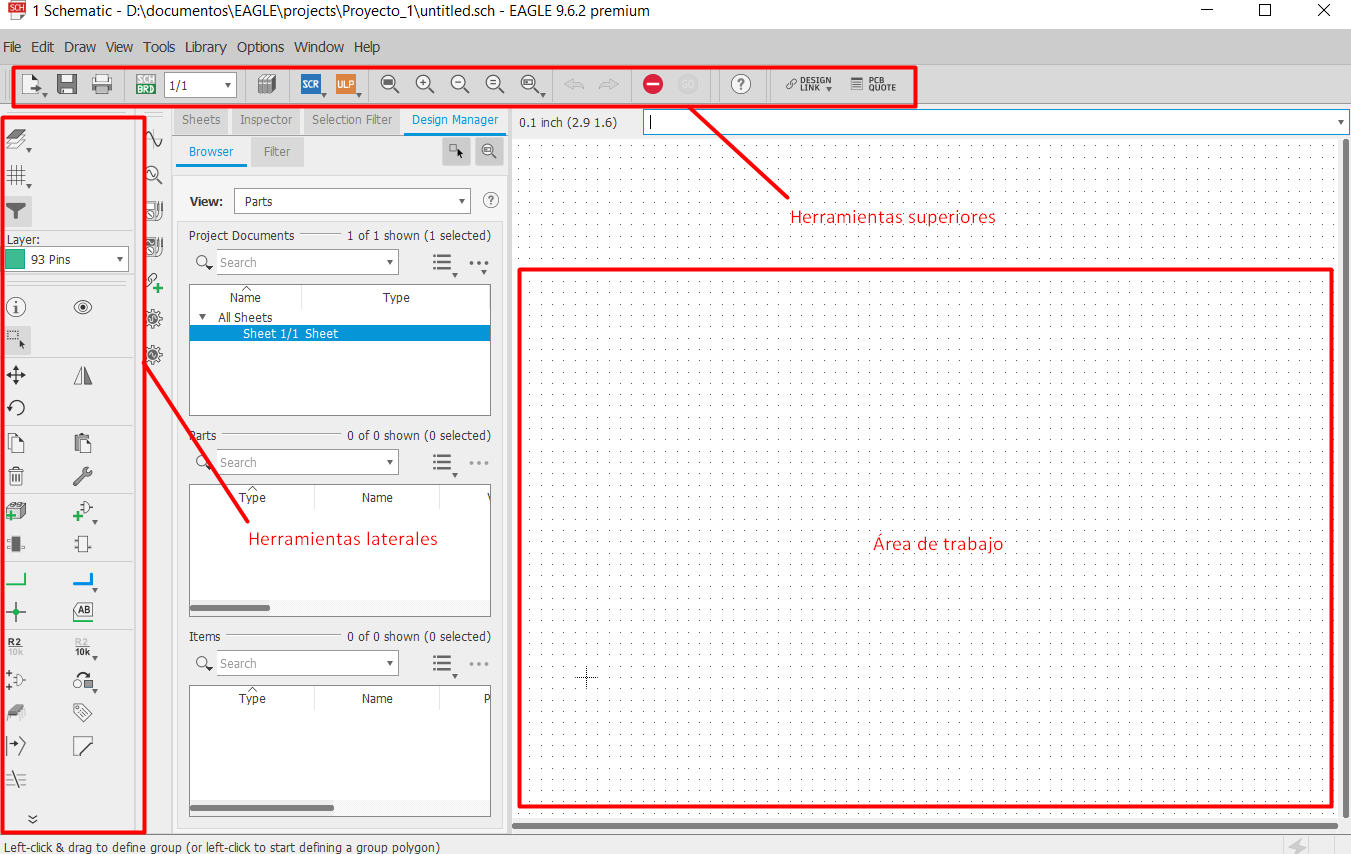 SCH
1 Schematic - D:\documentos\EAGLE\projects\Proyecto_1\untitled.sch - EAGLE 9.6.2 premium
File Edit Draw View Tools Library Options Window Help
SCH BRD 1/1 SCR ULP GO ? DESIGN LINK PCB QUOTE
Sheets Inspector Selection Filter Design Manager
0.1 inch (2.9 1.6)
Browser Filter
View: Parts ?
Herramientas superiores
Layer:
93 Pins
Project Documents 1 of 1 shown (1 selected)
Search
Name Type
All Sheets
Sheet 1/1 Sheet
Parts 0 of 0 shown (0 selected)
Search
Type Name V
Herramientas laterales
Área de trabajo
AB
R2 10k R2 10k
Items 0 of 0 shown (0 selected)
Search
Type Name P
Left-click & drag to define group (or left-click to start defining a group polygon)